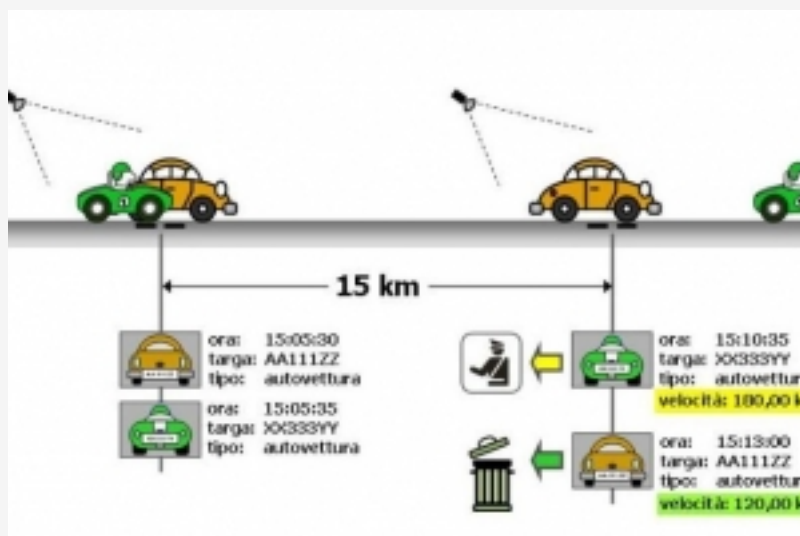 15 km
ora: 15:05:30
targa: AA111ZZ
tipo: autovettura
ora: 15:05:35
targa: XX333YY
tipo: autovettura
ora: 15:10:35
targa: XX333YY
tipo: autovettur
velocità: 180,00 k
ora: 15:13:00
targa: AA111ZZ
tipo: autovettur
velocità: 120,00 k